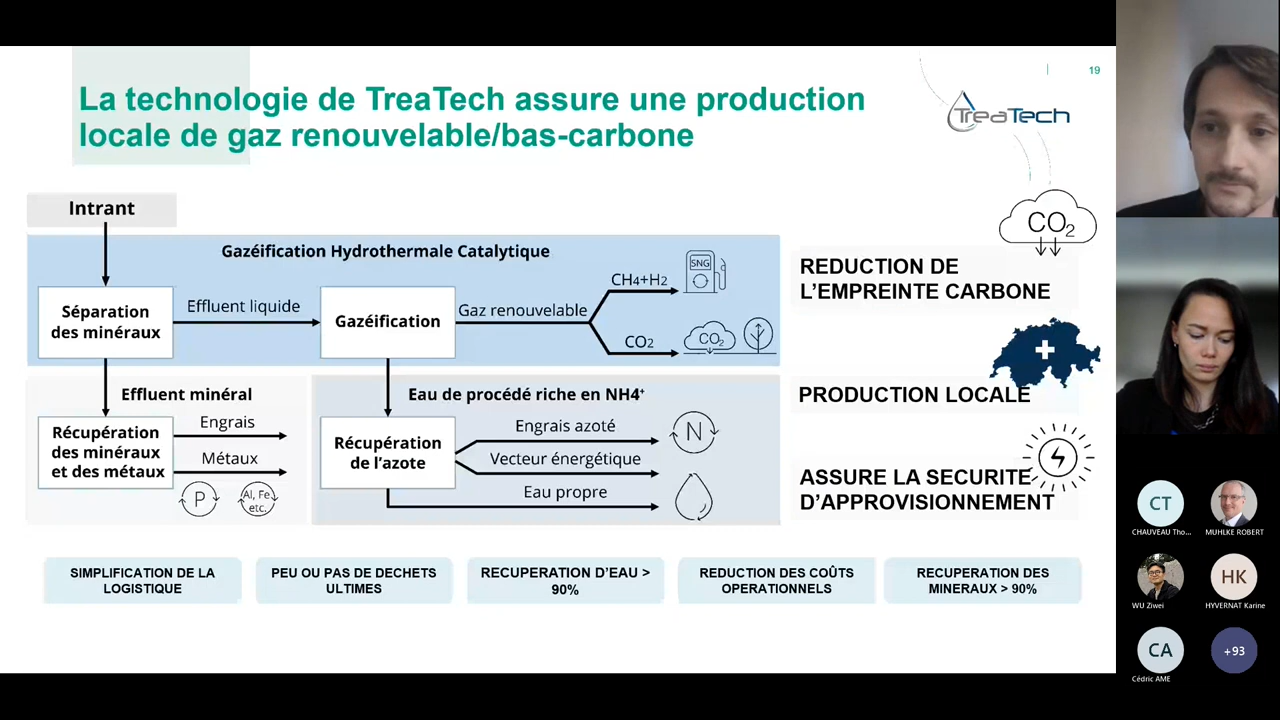 La technologie de TreaTech assure une production
locale de gaz renouvelable/bas-carbone
19
TreaTech
Intrant
Gazéification Hydrothermale Catalytique
Séparation
des minéraux
Effluent liquide
Gazéification
Gaz renouvelable
CH4+H2
SNG
CO2
CO2
Effluent minéral
Récupération
des minéraux
et des métaux
Engrais
Métaux
P
Al, Fe,
etc.
Eau de procédé riche en NH4+
Récupération
de l’azote
Engrais azoté
N
Vecteur énergétique
Eau propre
CO2
REDUCTION DE
L’EMPREINTE CARBONE
PRODUCTION LOCALE
ASSURE LA SECURITE
D’APPROVISIONNEMENT
SIMPLIFICATION DE LA
LOGISTIQUE
PEU OU PAS DE DECHETS
ULTIMES
RECUPERATION D’EAU >
90%
REDUCTION DES COÛTS
OPERATIONNELS
RECUPERATION DES
MINERAUX > 90%
CT
CHAUVEAU Tho...
MUHLKE ROBERT
WU Ziwei
HK
HYVERNAT Karine
CA
Cédric AME
+93